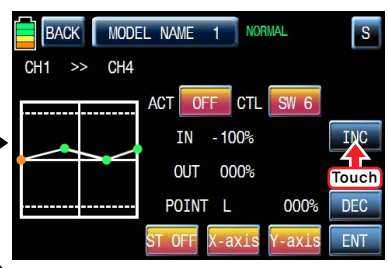 BACK MODEL NAME 1 NORMAL S
CH1 >> CH4
ACT OFF CTL SW 6
IN -100% INC
OUT 000% Touch
POINT L 000% DEC
ST OFF X-axis Y-axis ENT